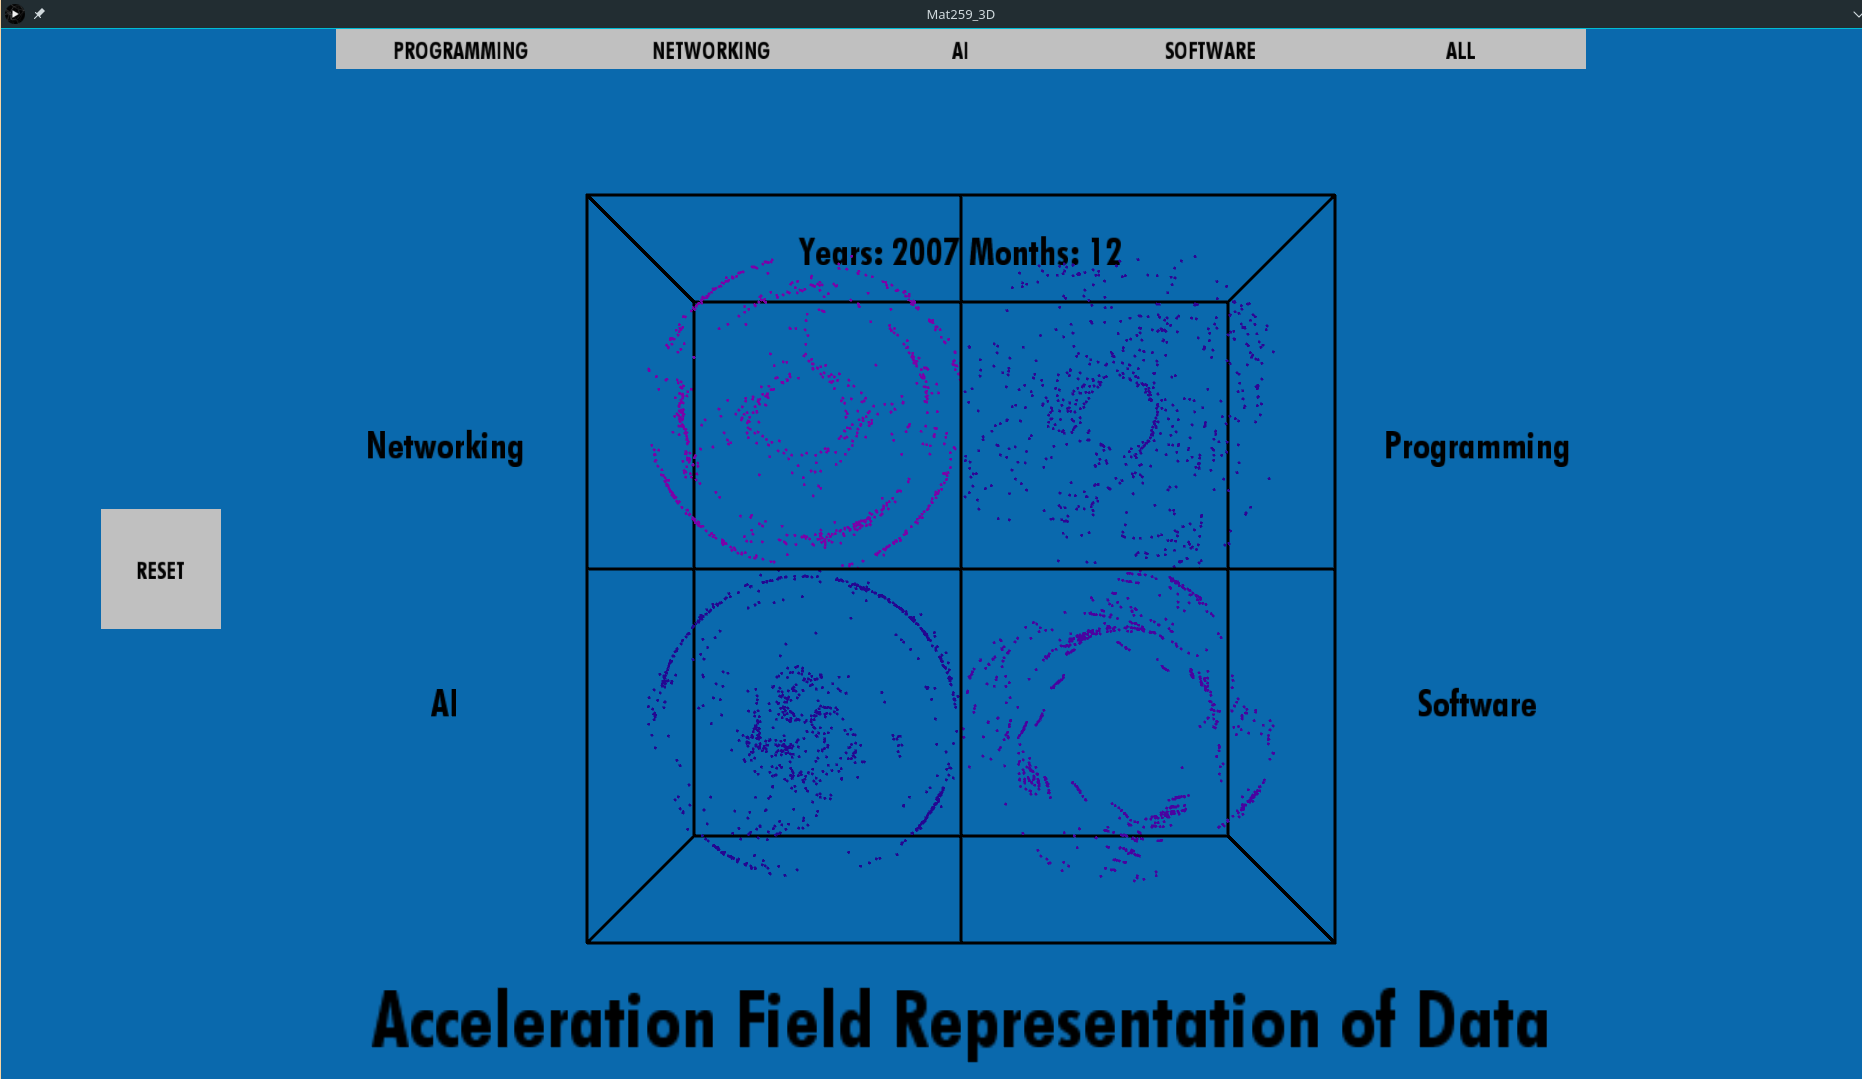 Mat259_3D
PROGRAMMING NETWORKING AI SOFTWARE ALL
Years: 2007 Months: 12
Networking
Programming
RESET
AI
Software
Acceleration Field Representation of Data